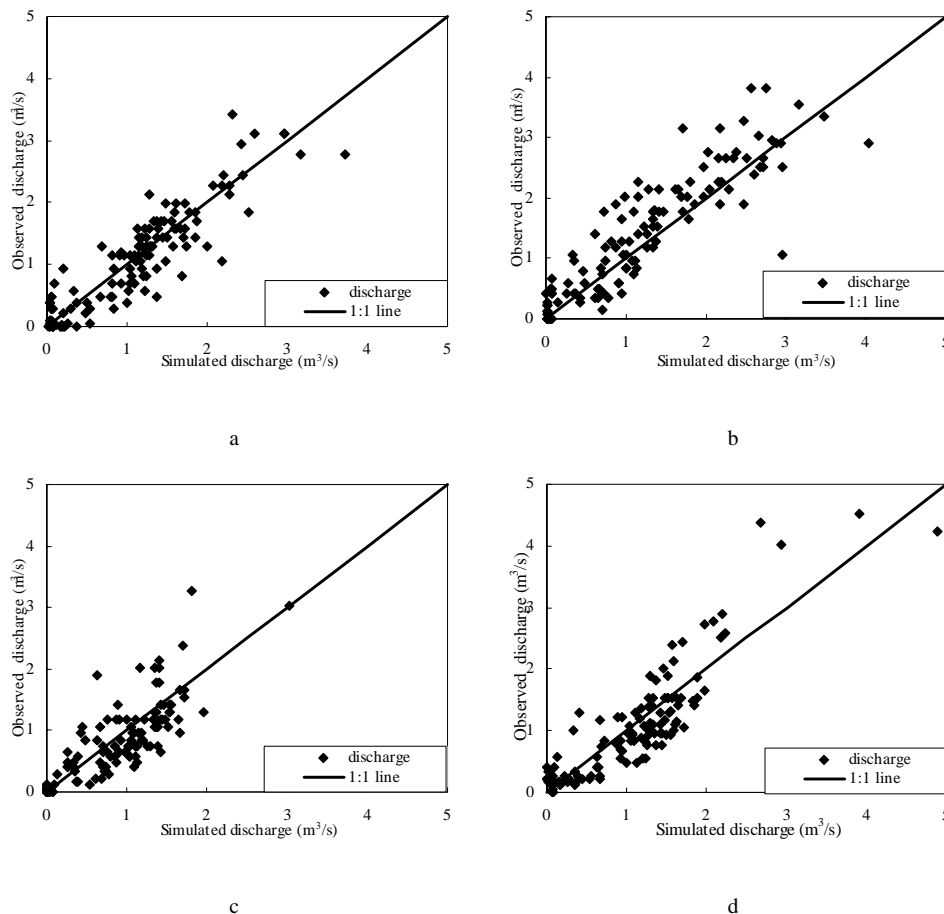 5
4
3
2
1
0
0 1 2 3 4 5
Observed discharge (m³/s)
Simulated discharge (m³/s)
discharge
1:1 line
a
5
4
3
2
1
0
0 1 2 3 4 5
Observed discharge (m³/s)
Simulated discharge (m³/s)
discharge
1:1 line
b
5
4
3
2
1
0
0 1 2 3 4 5
Observed discharge (m³/s)
Simulated discharge (m³/s)
discharge
1:1 line
c
5
4
3
2
1
0
0 1 2 3 4 5
Observed discharge (m³/s)
Simulated discharge (m³/s)
discharge
1:1 line
d